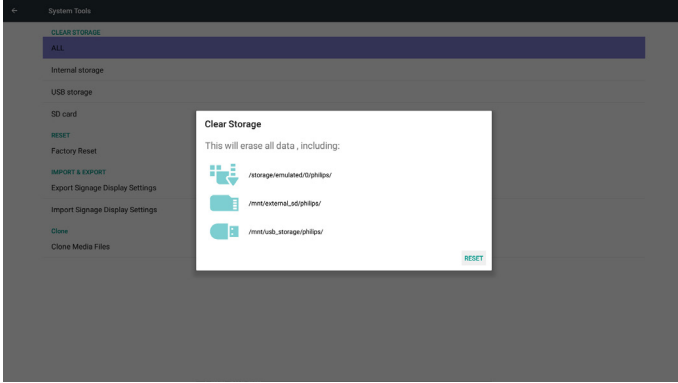 System Tools
CLEAR STORAGE
ALL
Internal storage
USB storage
SD card
RESET
Factory Reset
IMPORT & EXPORT
Export Signage Display Settings
Import Signage Display Settings
Clone
Clone Media Files
Clear Storage
This will erase all data , including:
/storage/emulated/0/philips/
/mnt/external_sd/philips/
/mnt/usb_storage/philips/
RESET